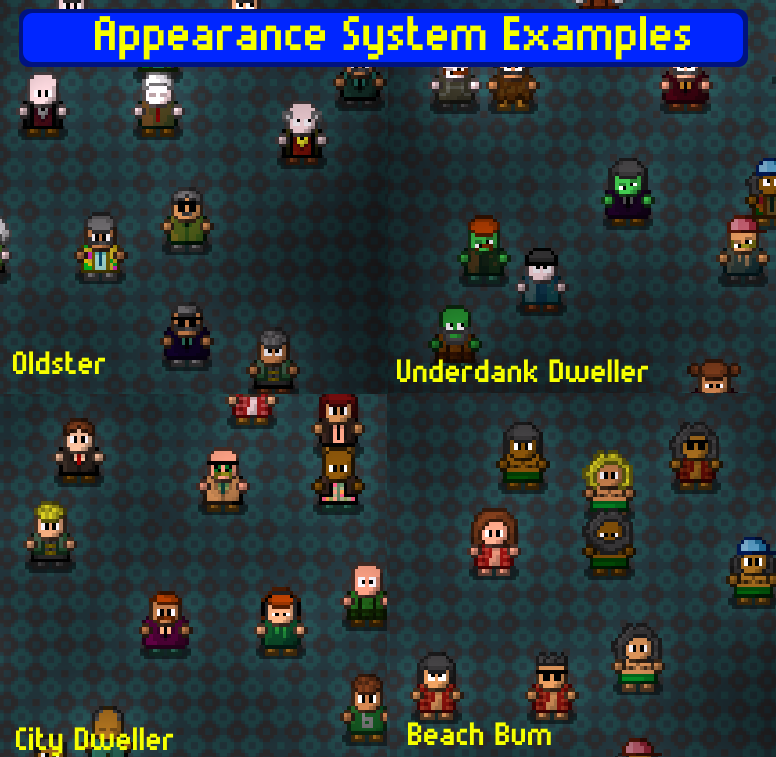 Appearance System Examples
Oldster
Underdank Dweller
City Dweller
Beach Bum